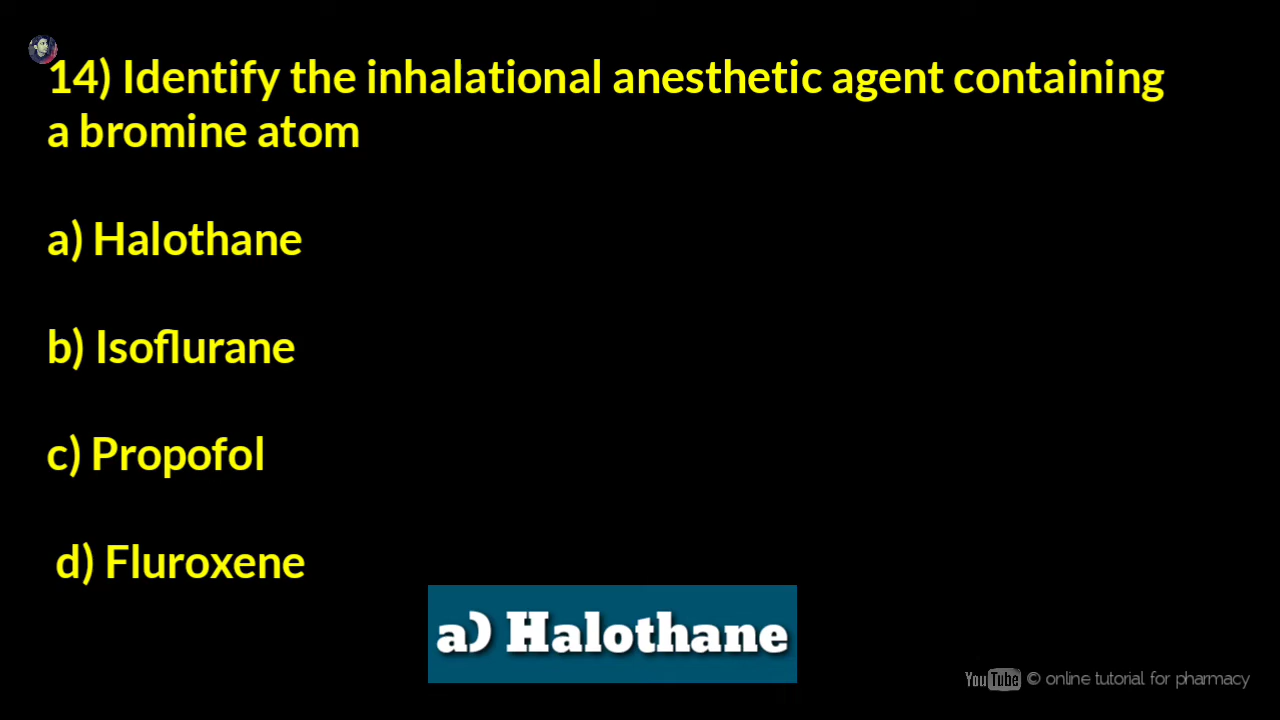 14) Identify the inhalational anesthetic agent containing
a bromine atom
a) Halothane
b) Isoflurane
c) Propofol
d) Fluroxene
a) Halothane
YouTube © online tutorial for pharmacy